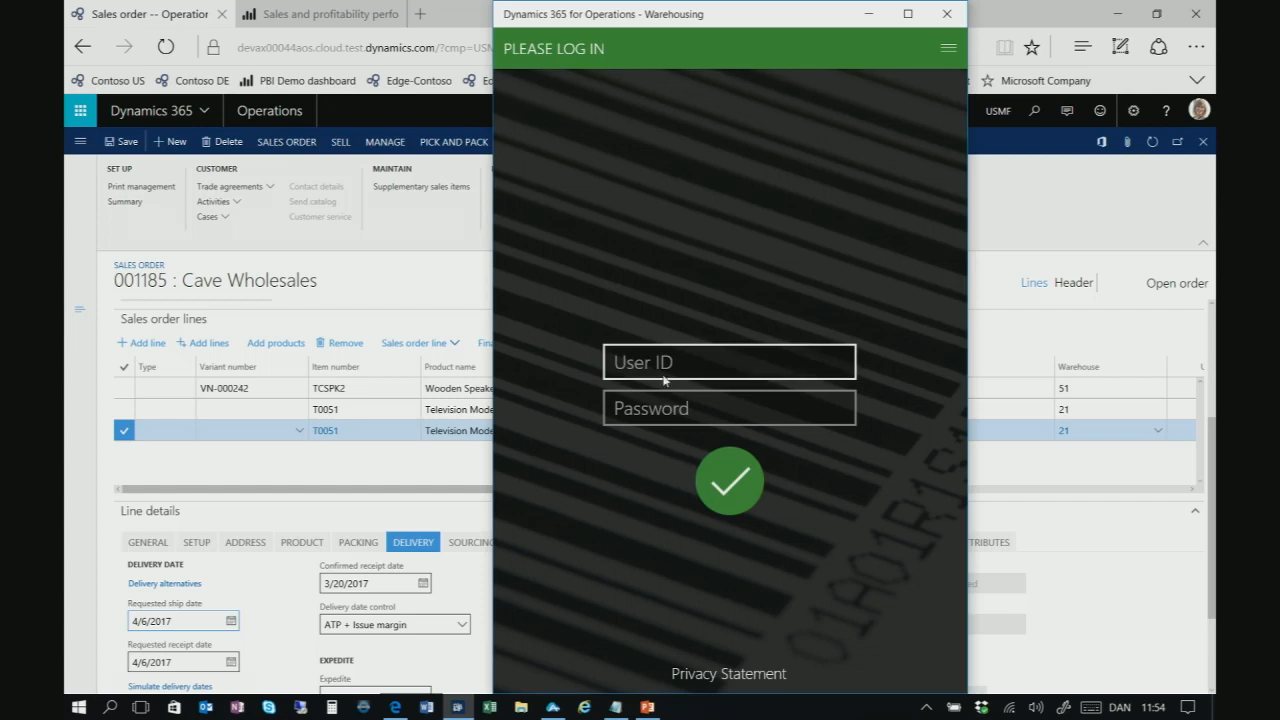 Sales order -- Operation
Sales and profitability perfo
Dynamics 365 for Operations - Warehousing
devax00044aos.cloud.test.dynamics.com/?cmp=USM
PLEASE LOG IN
Contoso US
Contoso DE
PBI Demo dashboard
Edge-Contoso
Microsoft Company
Dynamics 365
Operations
USMF
Save
New
Delete
SALES ORDER
SELL
MANAGE
PICK AND PACK
SET UP
Print management
Summary
CUSTOMER
Trade agreements
Activities
Cases
Contact details
Send catalog
Customer service
MAINTAIN
Supplementary sales items
SALES ORDER
001185 : Cave Wholesales
Lines
Header
Open order
Sales order lines
Add line
Add lines
Add products
Remove
Sales order line
Type
Variant number
Item number
Product name
Warehouse
VN-000242
TCSPK2
Wooden Speake
51
T0051
Television Mode
21
T0051
Television Mode
21
User ID
Password
Line details
GENERAL
SETUP
ADDRESS
PRODUCT
PACKING
DELIVERY
SOURCING
DELIVERY DATE
Delivery alternatives
Requested ship date
4/6/2017
Requested receipt date
4/6/2017
Simulate delivery dates
Confirmed receipt date
3/20/2017
Delivery date control
ATP + Issue margin
EXPEDITE
Expedite
Privacy Statement
DAN
11:54